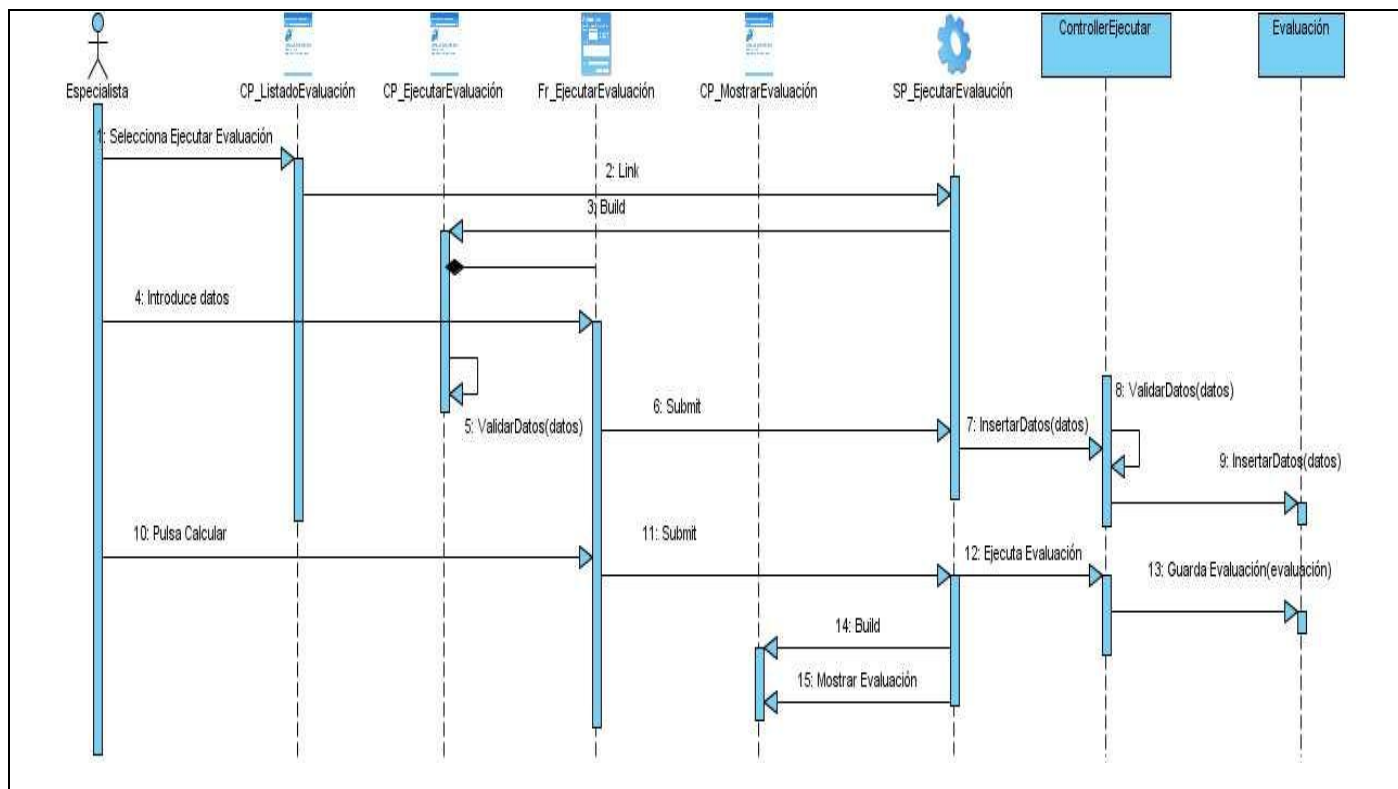 ControllerEjecutar
Evaluación
Especialista
CP_ListadoEvaluación
CP_EjecutarEvaluación
Fr_EjecutarEvaluación
CP_MostrarEvaluación
SP_EjecutarEvalaución
1: Selecciona Ejecutar Evaluación
2: Link
3: Build
4: Introduce datos
5: ValidarDatos(datos)
6: Submit
7: InsertarDatos(datos)
8: ValidarDatos(datos)
9: InsertarDatos(datos)
10: Pulsa Calcular
11: Submit
12: Ejecuta Evaluación
13: Guarda Evaluación(evaluación)
14: Build
15: Mostrar Evaluación